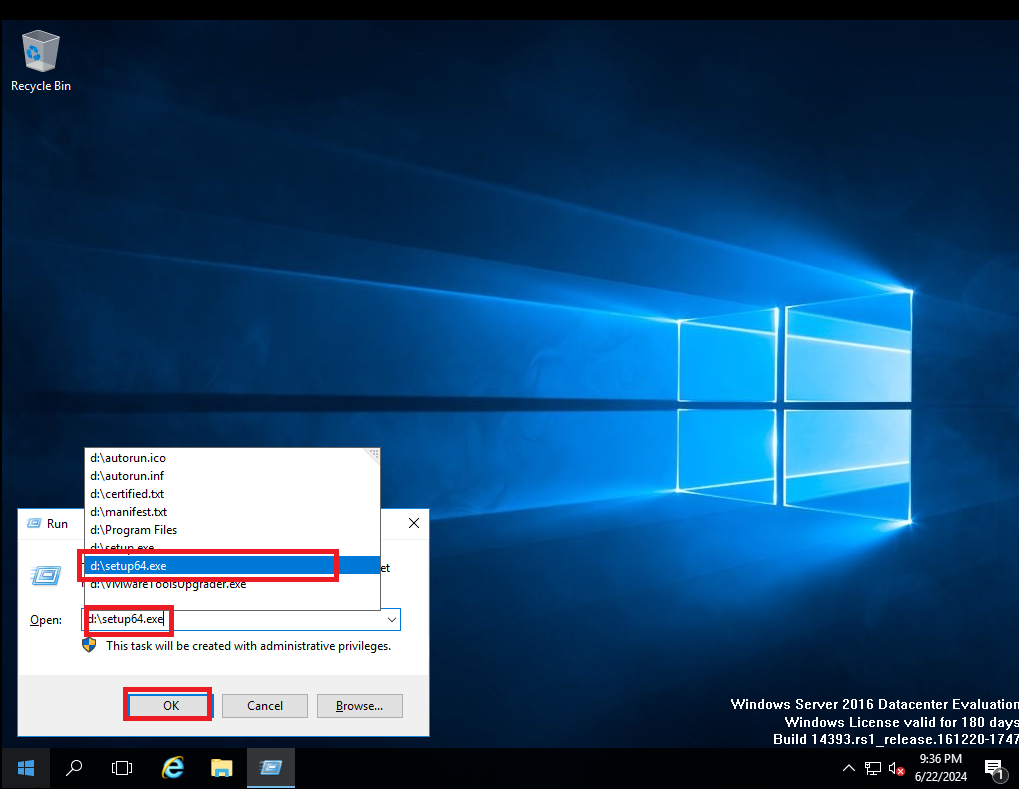 Recycle Bin
d:\autorun.ico
d:\autorun.inf
d:\certified.txt
d:\manifest.txt
d:\Program Files
d:\setup.exe
d:\setup64.exe
d:\VMwareToolsUpgrader.exe
Run
et
Open:
d:\setup64.exe
This task will be created with administrative privileges.
OK
Cancel
Browse...
Windows Server 2016 Datacenter Evaluation
Windows License valid for 180 days
Build 14393.rs1_release.161220-1747
9:36 PM
6/22/2024
1